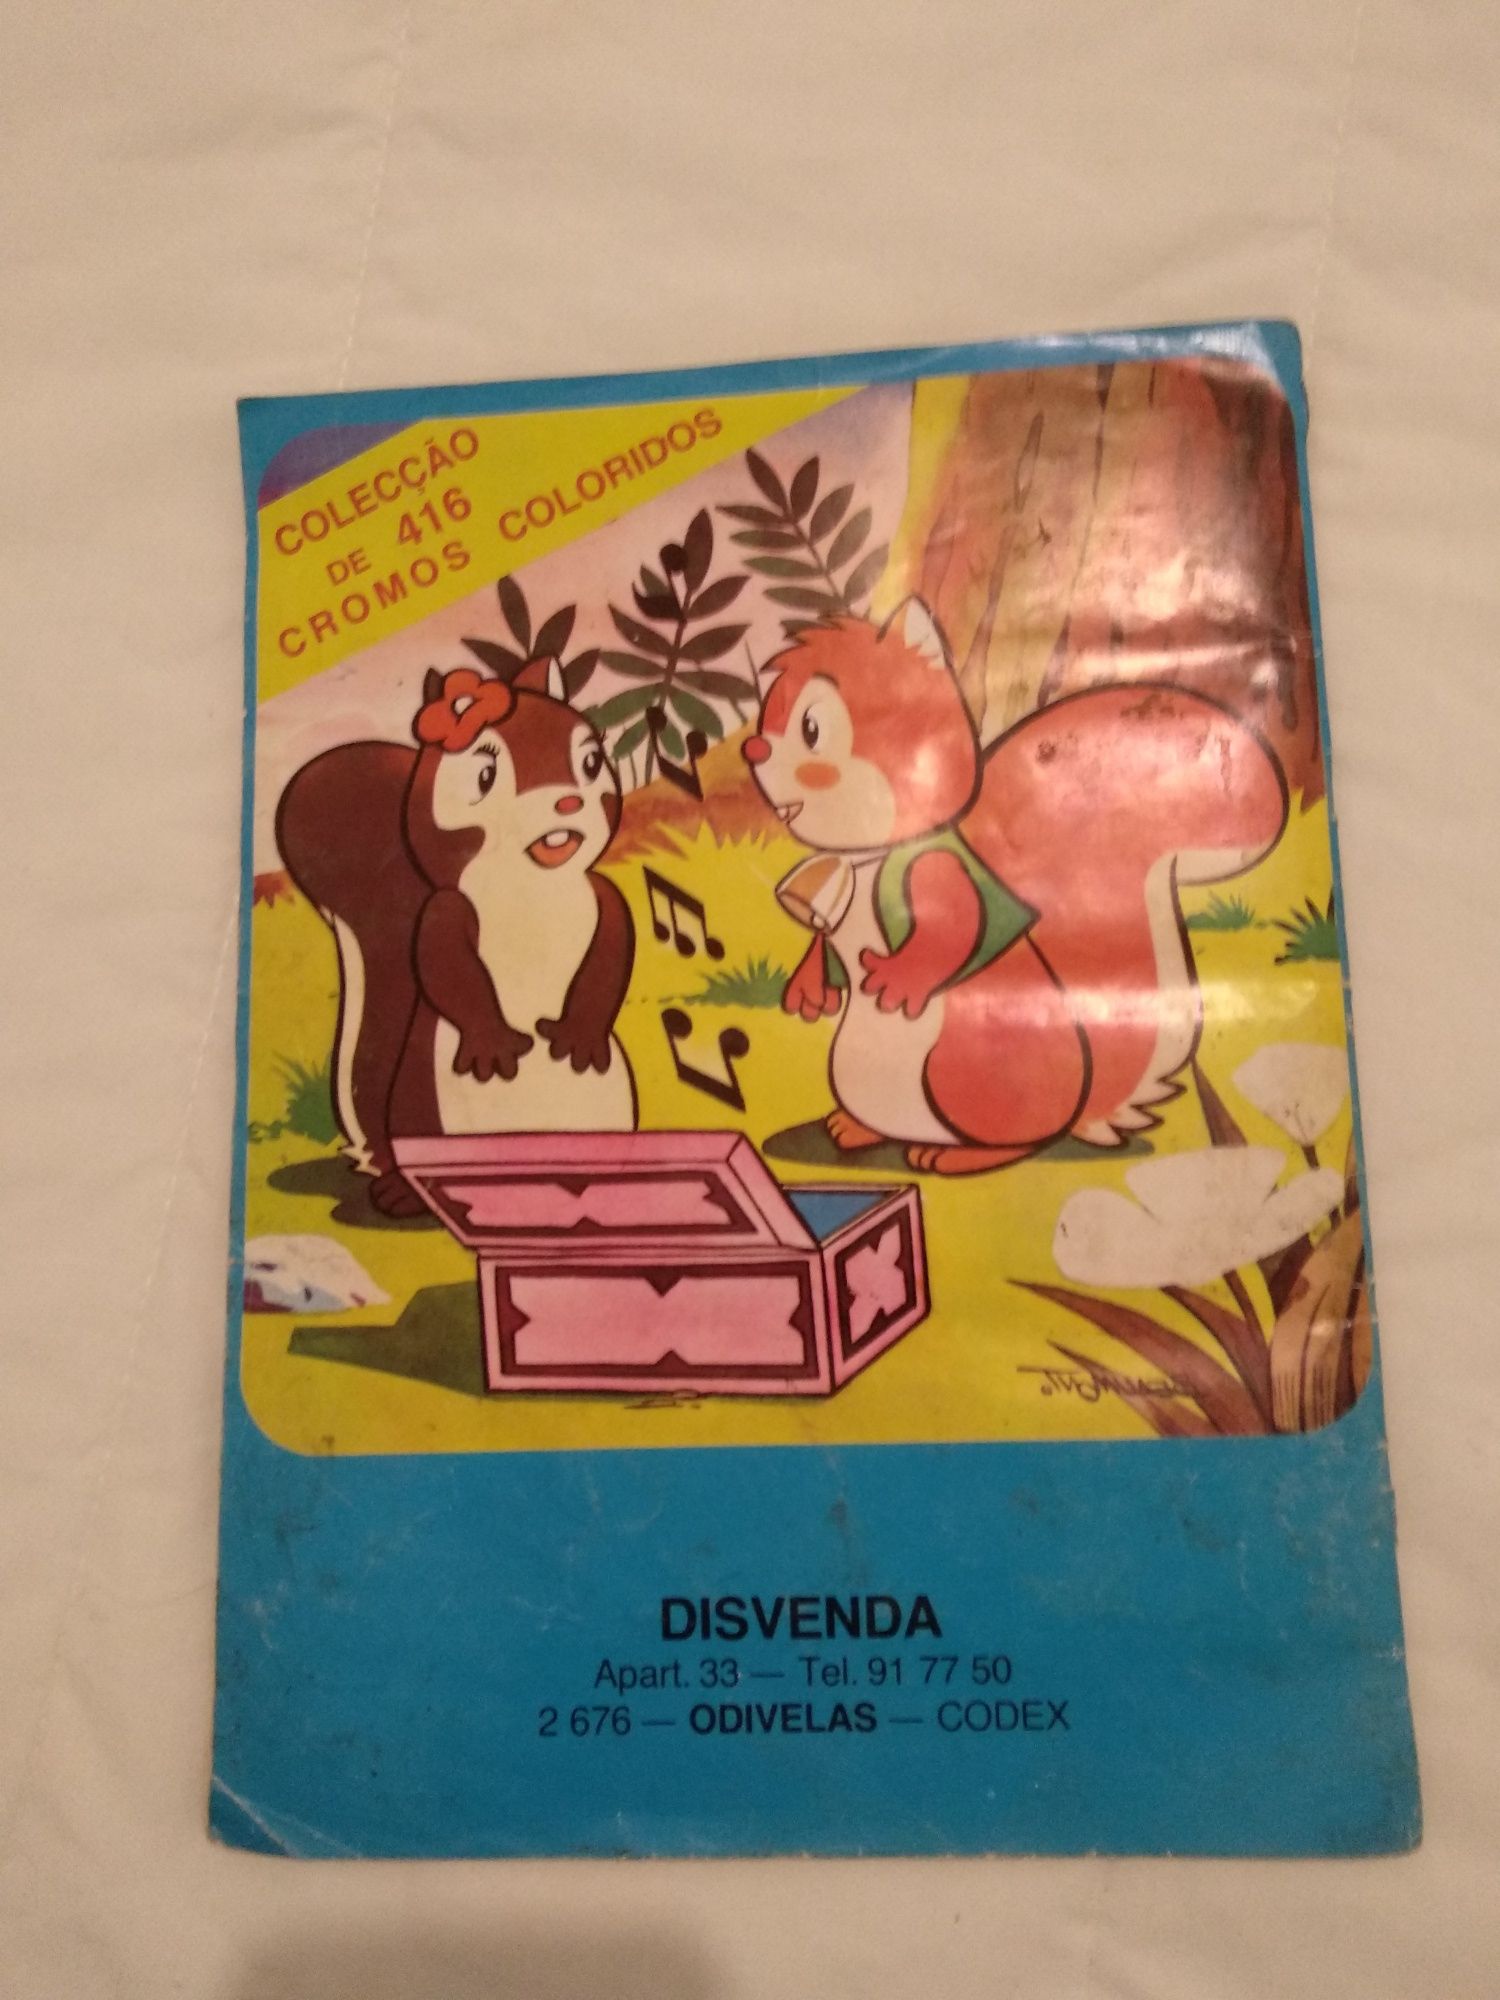 COLECÇÃO
DE 416
CROMOS COLORIDOS
DISVENDA
Apart. 33 — Tel. 91 77 50
2 676 — ODIVELAS — CODEX